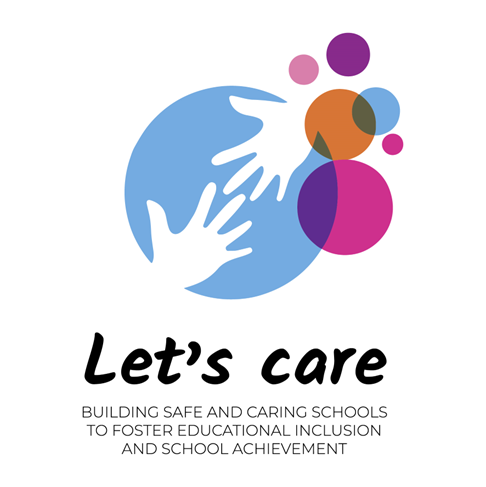 Let's care
BUILDING SAFE AND CARING SCHOOLS
TO FOSTER EDUCATIONAL INCLUSION
AND SCHOOL ACHIEVEMENT